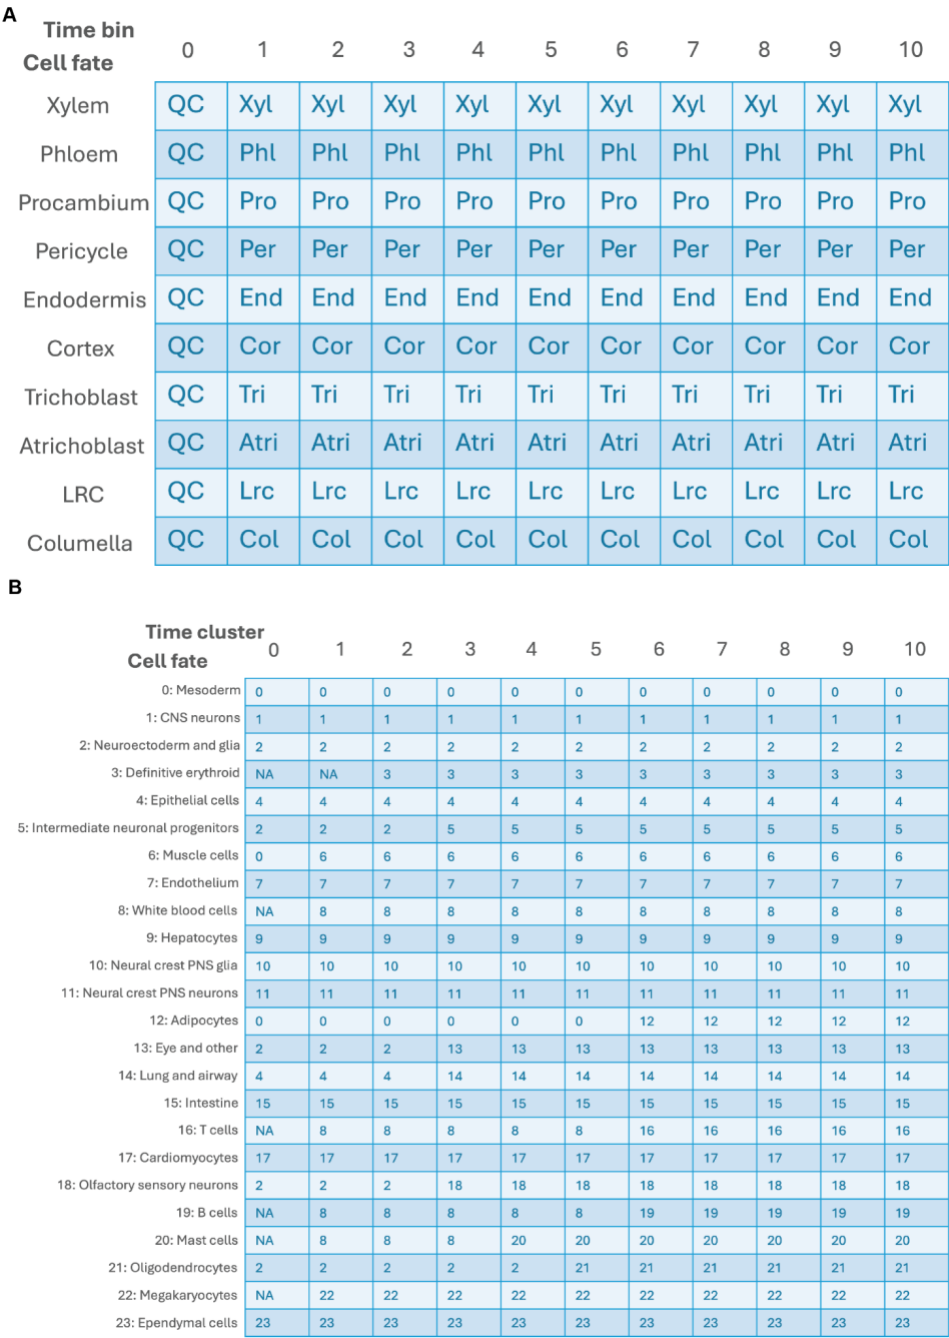 A
Time bin
Cell fate 0 1 2 3 4 5 6 7 8 9 10
Xylem QC Xyl Xyl Xyl Xyl Xyl Xyl Xyl Xyl Xyl Xyl
Phloem QC Phl Phl Phl Phl Phl Phl Phl Phl Phl Phl
Procambium QC Pro Pro Pro Pro Pro Pro Pro Pro Pro Pro
Pericycle QC Per Per Per Per Per Per Per Per Per Per
Endodermis QC End End End End End End End End End End
Cortex QC Cor Cor Cor Cor Cor Cor Cor Cor Cor Cor
Trichoblast QC Tri Tri Tri Tri Tri Tri Tri Tri Tri Tri
Atrichoblast QC Atri Atri Atri Atri Atri Atri Atri Atri Atri Atri
LRC QC Lrc Lrc Lrc Lrc Lrc Lrc Lrc Lrc Lrc Lrc
Columella QC Col Col Col Col Col Col Col Col Col Col
B
Time cluster
Cell fate 0 1 2 3 4 5 6 7 8 9 10
0: Mesoderm 0 0 0 0 0 0 0 0 0 0 0
1: CNS neurons 1 1 1 1 1 1 1 1 1 1 1
2: Neuroectoderm and glia 2 2 2 2 2 2 2 2 2 2 2
3: Definitive erythroid NA NA 3 3 3 3 3 3 3 3 3
4: Epithelial cells 4 4 4 4 4 4 4 4 4 4 4
5: Intermediate neuronal progenitors 2 2 2 5 5 5 5 5 5 5 5
6: Muscle cells 0 6 6 6 6 6 6 6 6 6 6
7: Endothelium 7 7 7 7 7 7 7 7 7 7 7
8: White blood cells NA 8 8 8 8 8 8 8 8 8 8
9: Hepatocytes 9 9 9 9 9 9 9 9 9 9 9
10: Neural crest PNS glia 10 10 10 10 10 10 10 10 10 10 10
11: Neural crest PNS neurons 11 11 11 11 11 11 11 11 11 11 11
12: Adipocytes 0 0 0 0 0 0 12 12 12 12 12
13: Eye and other 2 2 2 13 13 13 13 13 13 13 13
14: Lung and airway 4 4 4 14 14 14 14 14 14 14 14
15: Intestine 15 15 15 15 15 15 15 15 15 15 15
16: T cells NA 8 8 8 8 8 16 16 16 16 16
17: Cardiomyocytes 17 17 17 17 17 17 17 17 17 17 17
18: Olfactory sensory neurons 2 2 2 18 18 18 18 18 18 18 18
19: B cells NA 8 8 8 8 8 19 19 19 19 19
20: Mast cells NA 8 8 8 20 20 20 20 20 20 20
21: Oligodendrocytes 2 2 2 2 2 21 21 21 21 21 21
22: Megakaryocytes NA 22 22 22 22 22 22 22 22 22 22
23: Ependymal cells 23 23 23 23 23 23 23 23 23 23 23